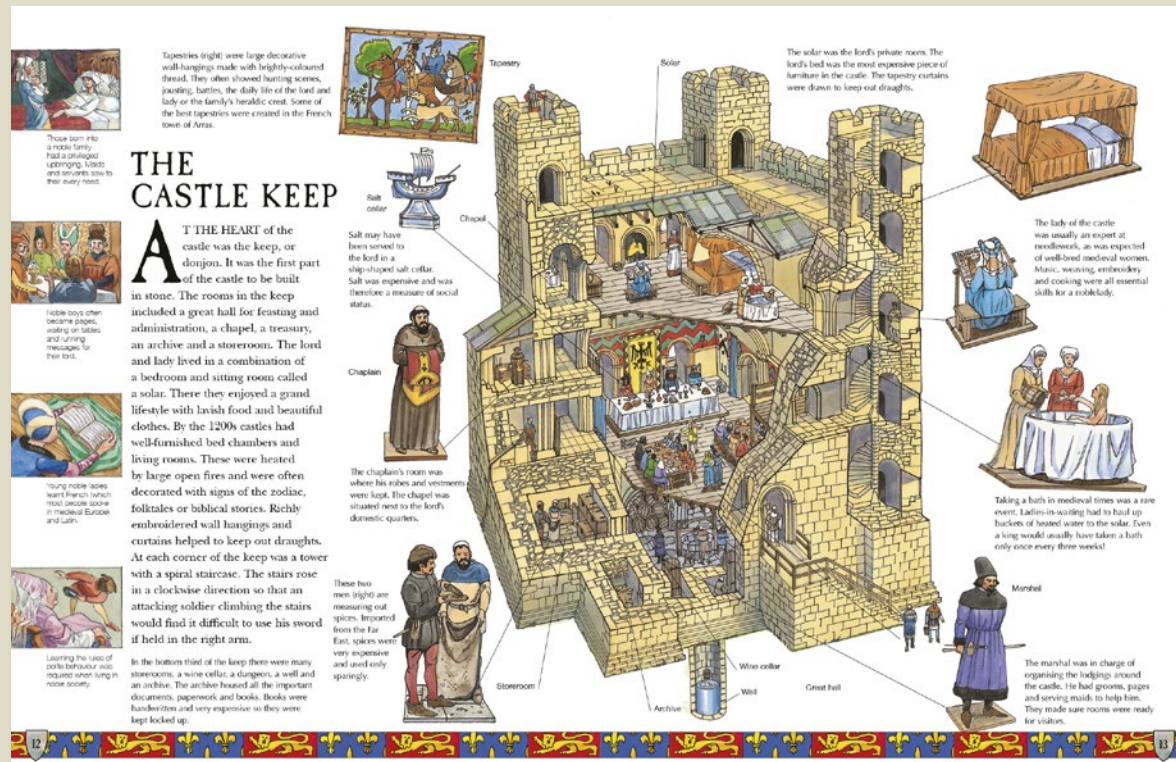 Those born into
a noble family
had a privileged
upbringing. Maids
and servants saw to
their every need.
Noble boys often
became pages,
waiting on tables
and running
messages for
their lord.
Young noble ladies
learnt French (which
most people spoke
in medieval Europe)
and Latin.
Learning the rules of
polite behaviour was
required when living in
noble society.
Tapestries (right) were large decorative
wall-hangings made with brightly-coloured
thread. They often showed hunting scenes,
jousting, battles, the daily life of the lord and
lady or the family's heraldic crest. Some of
the best tapestries were created in the French
town of Arras.
THE
CASTLE KEEP
AT THE HEART of the
castle was the keep, or
donjon. It was the first part
of the castle to be built
in stone. The rooms in the keep
included a great hall for feasting and
administration, a chapel, a treasury,
an archive and a storeroom. The lord
and lady lived in a combination of
a bedroom and sitting room called
a solar. There they enjoyed a grand
lifestyle with lavish food and beautiful
clothes. By the 1200s castles had
well-furnished bed chambers and
living rooms. These were heated
by large open fires and were often
decorated with signs of the zodiac,
folktales or biblical stories. Richly
embroidered wall hangings and
curtains helped to keep out draughts.
At each corner of the keep was a tower
with a spiral staircase. The stairs rose
in a clockwise direction so that an
attacking soldier climbing the stairs
would find it difficult to use his sword
if held in the right arm.
In the bottom third of the keep there were many
storerooms, a wine cellar, a dungeon, a well and
an archive. The archive housed all the important
documents, paperwork and books. Books were
handwritten and very expensive so they were
kept locked up.
Tapestry
Salt
cellar
Salt may have
been served to
the lord in a
ship-shaped salt cellar.
Salt was expensive and was
therefore a measure of social
status.
Chapel
Chaplain
The chaplain's room was
where his robes and vestments
were kept. The chapel was
situated next to the lord's
domestic quarters.
These two
men (right) are
measuring out
spices. Imported
from the Far
East, spices were
very expensive
and used only
sparingly.
Storeroom
Archive
Well
Wine cellar
Great hall
Solar
The solar was the lord's private room. The
lord's bed was the most expensive piece of
furniture in the castle. The tapestry curtains
were drawn to keep out draughts.
The lady of the castle
was usually an expert at
needlework, as was expected
of well-bred medieval women.
Music, weaving, embroidery
and cooking were all essential
skills for a noblelady.
Taking a bath in medieval times was a rare
event. Ladies-in-waiting had to haul up
buckets of heated water to the solar. Even
a king would usually have taken a bath
only once every three weeks!
Marshal
The marshal was in charge of
organising the lodgings around
the castle. He had grooms, pages
and serving maids to help him.
They made sure rooms were ready
for visitors.
12
13